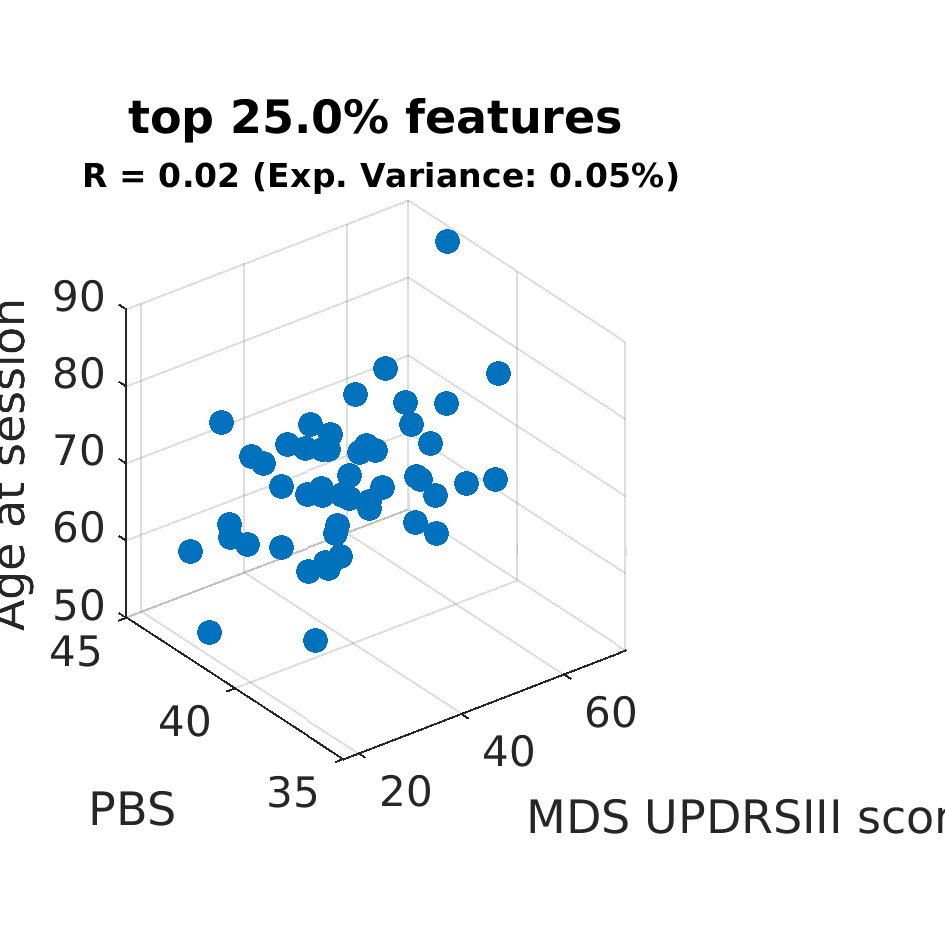 top 25.0% features
R = 0.02 (Exp. Variance: 0.05%)
Age at session
90
80
70
60
50
45
40
35
PBS
20
40
60
MDS UPDRSIII scor